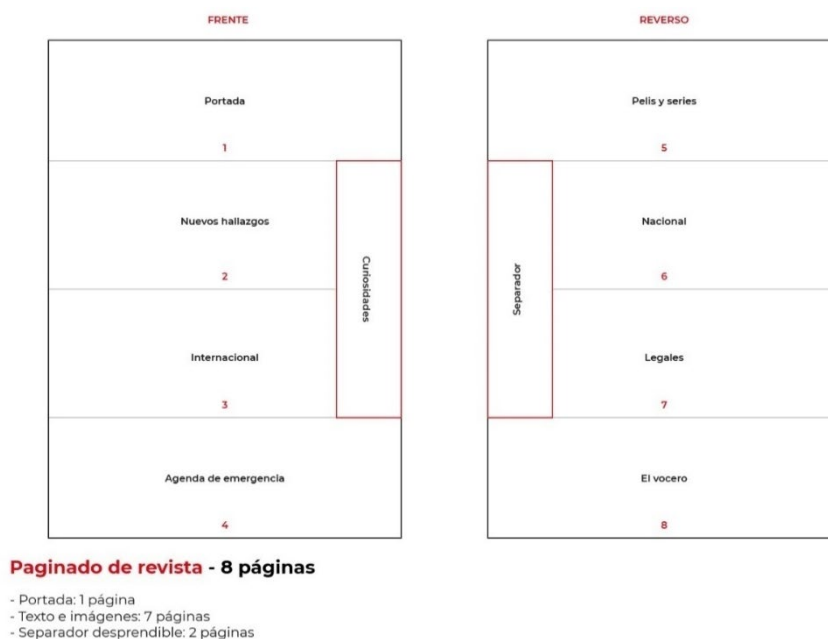 FRENTE
Portada
1
Nuevos hallazgos
2
Internacional
3
Agenda de emergencia
4
Curiosidades
REVERSO
Pelis y series
5
Nacional
6
Legales
7
El vocero
8
Separador
Paginado de revista - 8 páginas
- Portada: 1 página
- Texto e imágenes: 7 páginas
- Separador desprendible: 2 páginas